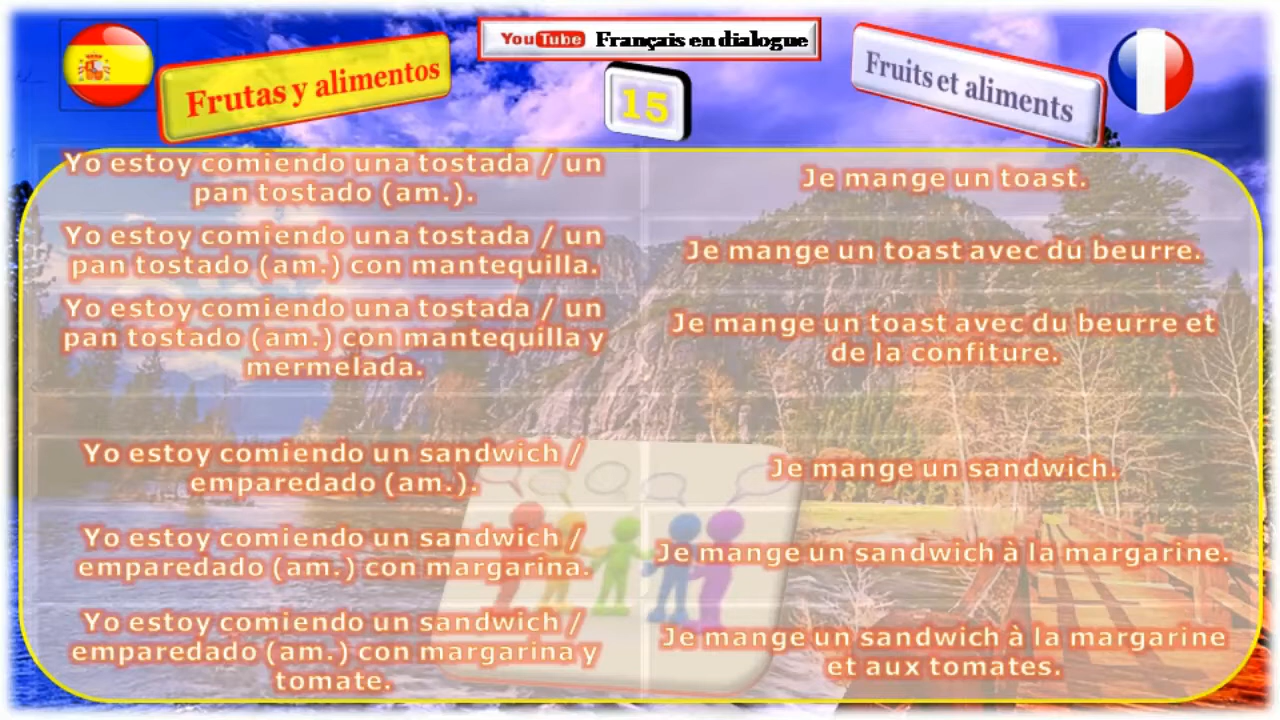 YouTube Français en dialogue
Frutas y alimentos
15
Fruits et aliments
Yo estoy comiendo una tostada / un
pan tostado (am.).
Je mange un toast.
Yo estoy comiendo una tostada / un
pan tostado (am.) con mantequilla.
Je mange un toast avec du beurre.
Yo estoy comiendo una tostada / un
pan tostado (am.) con mantequilla y
mermelada.
Je mange un toast avec du beurre et
de la confiture.
Yo estoy comiendo un sandwich /
emparedado (am.).
Je mange un sandwich.
Yo estoy comiendo un sandwich /
emparedado (am.) con margarina.
Je mange un sandwich à la margarine.
Yo estoy comiendo un sandwich /
emparedado (am.) con margarina y
tomate.
Je mange un sandwich à la margarine
et aux tomates.